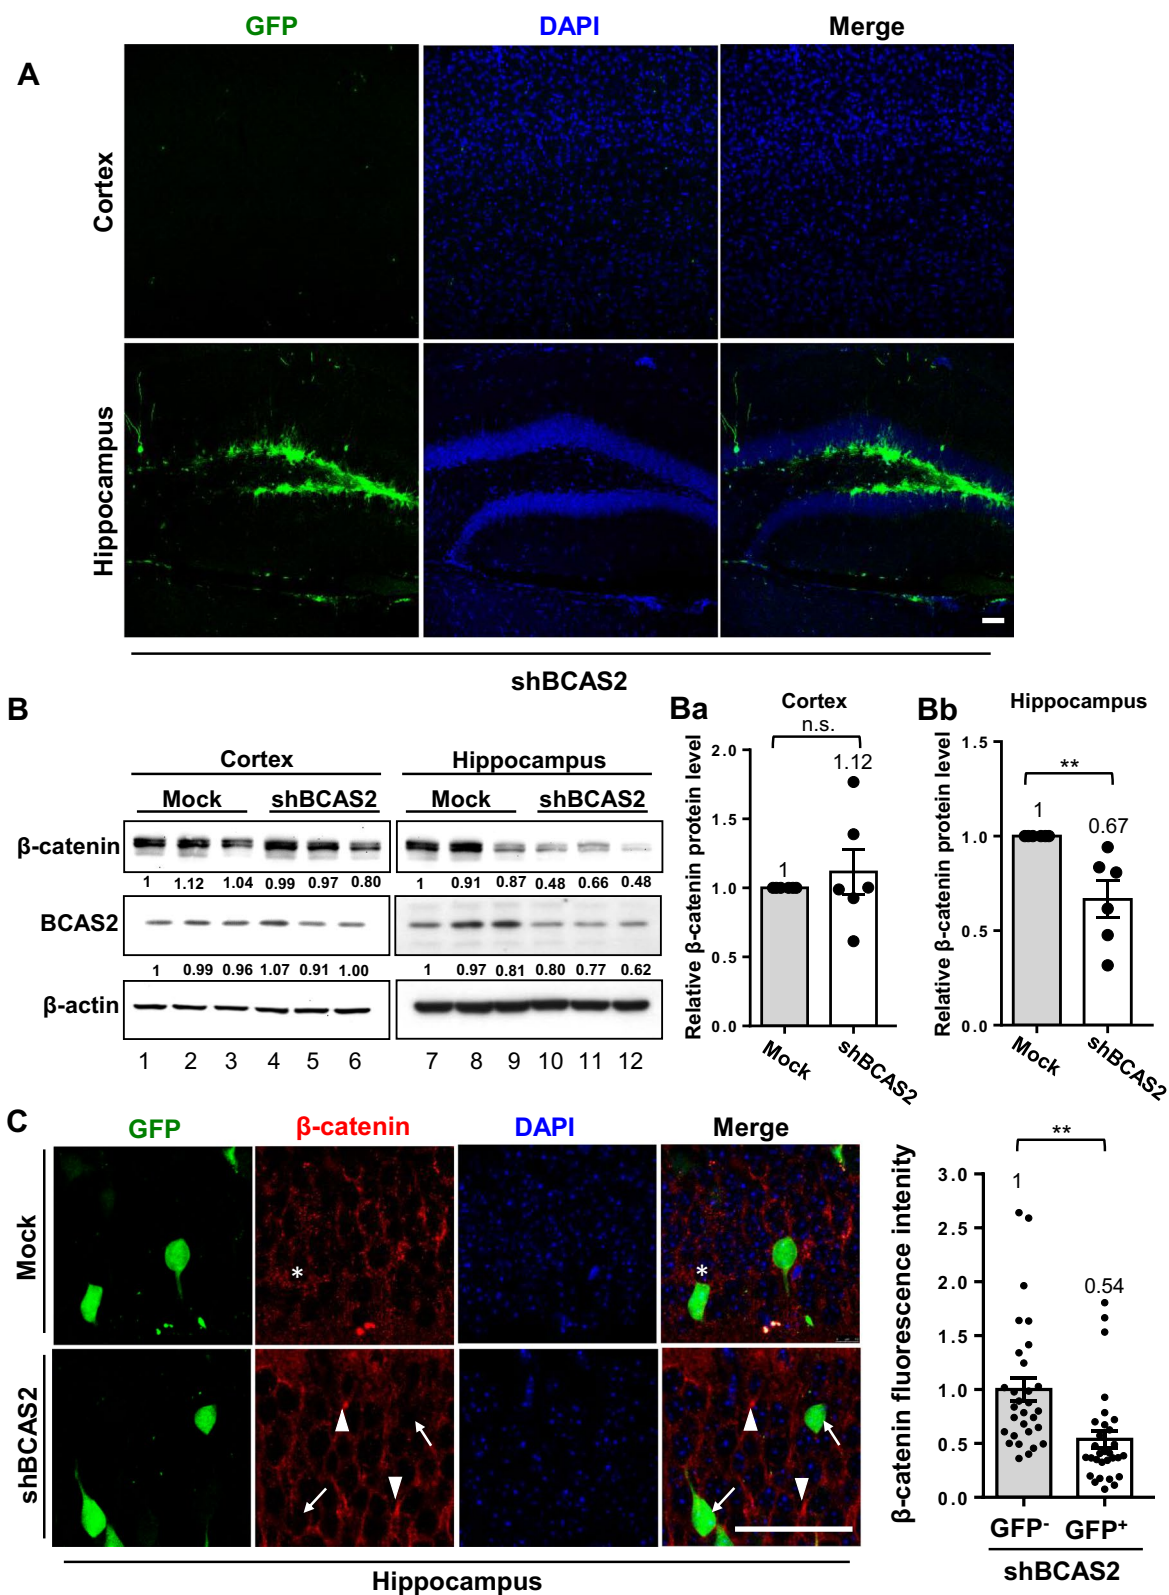 GFP DAPI Merge
A
Cortex
Hippocampus
shBCAS2
B
Cortex Hippocampus
Mock shBCAS2 Mock shBCAS2
β-catenin
1 1.12 1.04 0.99 0.97 0.80 1 0.91 0.87 0.48 0.66 0.48
BCAS2
1 0.99 0.96 1.07 0.91 1.00 1 0.97 0.81 0.80 0.77 0.62
β-actin
1 2 3 4 5 6 7 8 9 10 11 12
Ba
Cortex
n.s.
Relative β-catenin protein level
2.0
1.5
1.0
0.5
0.0
1
1.12
Mock
shBCAS2
Bb
Hippocampus
**
Relative β-catenin protein level
1.5
1.0
0.5
0.0
1
0.67
Mock
shBCAS2
C
GFP β-catenin DAPI Merge
Mock
* *
shBCAS2
Hippocampus
**
β-catenin fluorescence intenity
3.0
2.5
2.0
1.5
1.0
0.5
0.0
1
0.54
GFP- GFP+
shBCAS2